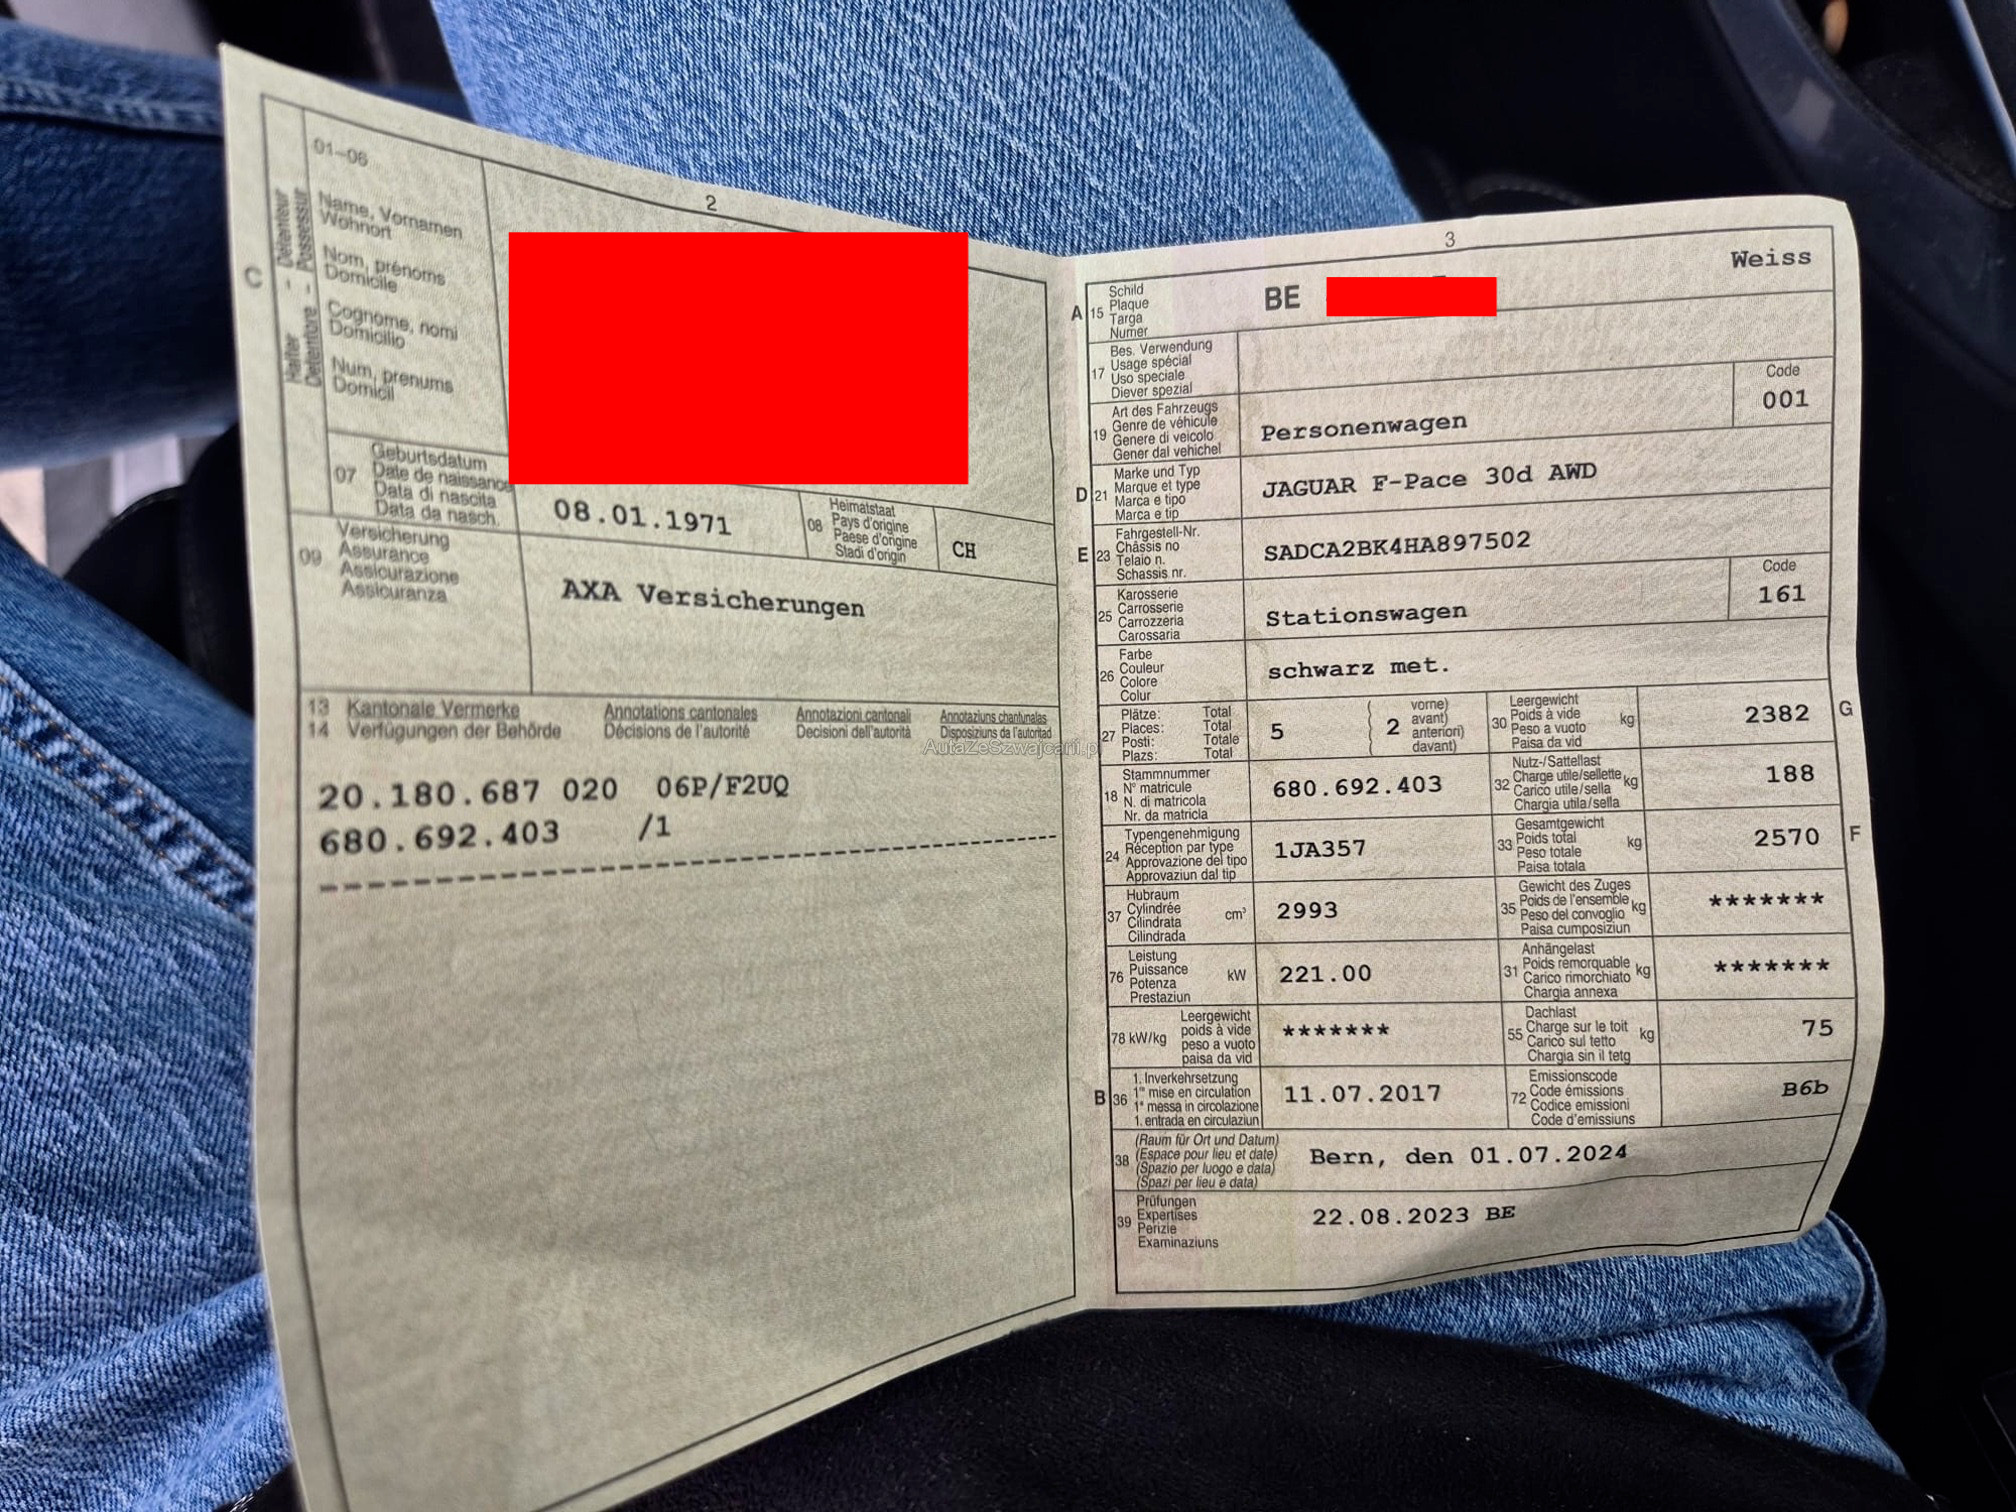 2
01–06
Name, Vornamen
Wohnort
Nom, prénoms
Domicile
Cognome, nomi
Domicilio
Num, prenums
Domicil
C
Halter - Détenteur
Detentore - Possessur
07
Geburtsdatum
Date de naissance
Data di nascita
Data da nasch.
08.01.1971
08
Heimatstaat
Pays d'origine
Paese d'origine
Stadi d'origin
CH
09
Versicherung
Assurance
Assicurazione
Assicuranza
AXA Versicherungen
13 Kantonale Vermerke Annotations cantonales Annotazioni cantonali Annotaziuns chantunalas
14 Verfügungen der Behörde Décisions de l'autorité Decisioni dell'autorità Disposiziuns da l'autoritad
AutaZeSzwajcarii.pl
20.180.687 020 06P/F2UQ
680.692.403 /1
3
A 15
Schild
Plaque
Targa
Numer
BE
Weiss
17
Bes. Verwendung
Usage spécial
Uso speciale
Diever spezial
19
Art des Fahrzeugs
Genre de véhicule
Genere di veicolo
Gener dal vehichel
Personenwagen
Code
001
D 21
Marke und Typ
Marque et type
Marca e tipo
Marca e tip
JAGUAR F-Pace 30d AWD
E 23
Fahrgestell-Nr.
Châssis no
Telaio n.
Schassis nr.
SADCA2BK4HA897502
25
Karosserie
Carrosserie
Carrozzeria
Carossaria
Stationswagen
Code
161
26
Farbe
Couleur
Colore
Colur
schwarz met.
27
Plätze: Total
Places: Total
Posti: Totale
Plazs: Total
5
2
vorne)
avant)
anteriori)
davant)
30
Leergewicht
Poids à vide
Peso a vuoto
Paisa da vid
kg
2382
G
18
Stammnummer
N° matricule
N. di matricola
Nr. da matricla
680.692.403
32
Nutz-/Sattellast
Charge utile/sellette
Carico utile/sella
Chargia utila/sella
kg
188
24
Typengenehmigung
Réception par type
Approvazione del tipo
Approvaziun dal tip
1JA357
33
Gesamtgewicht
Poids total
Peso totale
Paisa totala
kg
2570
F
37
Hubraum
Cylindrée
Cilindrata
Cilindrada
cm³
2993
35
Gewicht des Zuges
Poids de l'ensemble
Peso del convoglio
Paisa cumposiziun
kg
*******
76
Leistung
Puissance
Potenza
Prestaziun
kW
221.00
31
Anhängelast
Poids remorquable
Carico rimorchiato
Chargia annexa
kg
*******
78 kW/kg
Leergewicht
poids à vide
peso a vuoto
paisa da vid
*******
55
Dachlast
Charge sur le toit
Carico sul tetto
Chargia sin il tetg
kg
75
B 36
1. Inverkehrsetzung
1re mise en circulation
1a messa in circolazione
1. entrada en circulaziun
11.07.2017
72
Emissionscode
Code émissions
Codice emissioni
Code d'emissiuns
B6b
38
(Raum für Ort und Datum)
(Espace pour lieu et date)
(Spazio per luogo e data)
(Spazi per lieu e data)
Bern, den 01.07.2024
39
Prüfungen
Expertises
Perizie
Examinaziuns
22.08.2023 BE